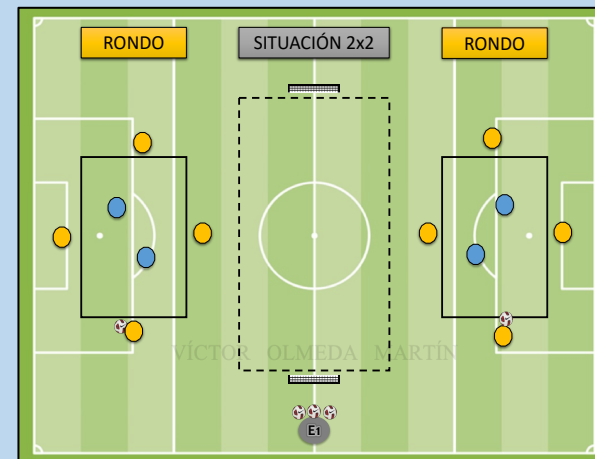 RONDO
SITUACIÓN 2x2
RONDO
VÍCTOR OLMEDA MARTÍN
E1